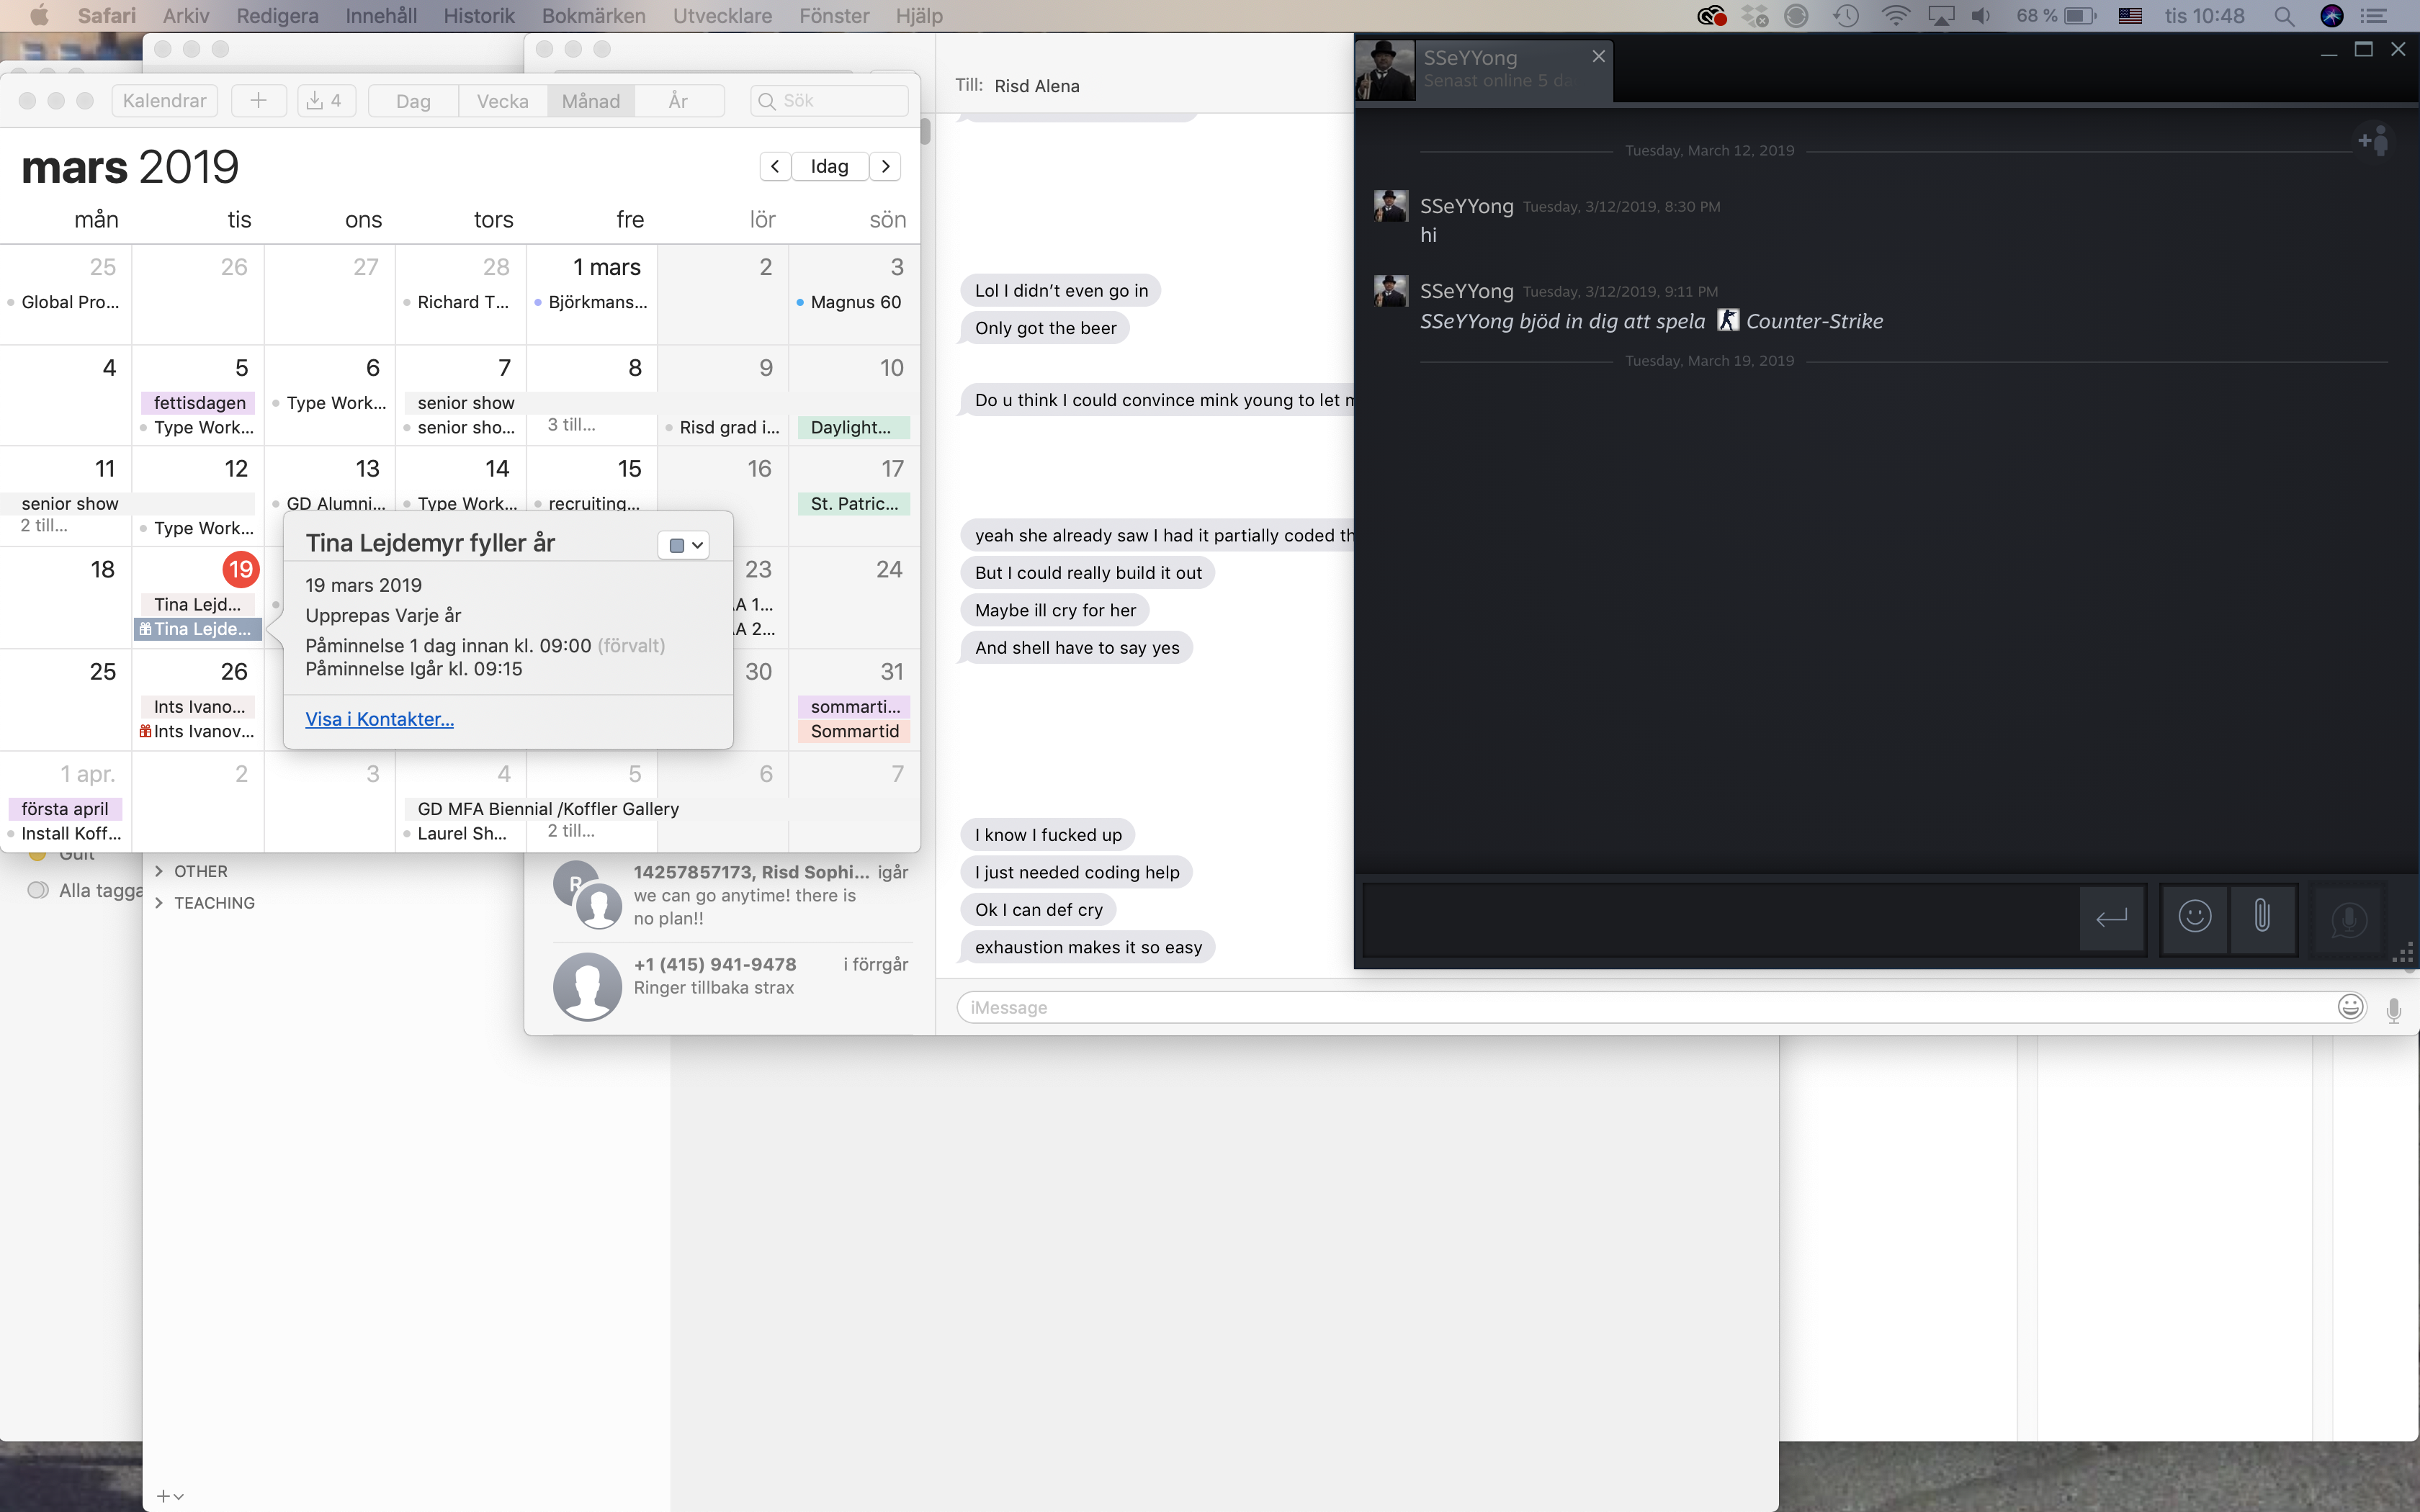 Safari Arkiv Redigera Innehåll Historik Bokmärken Utvecklare Fönster Hjälp
68 % tis 10:48
Kalendrar + 4 Dag Vecka Månad År Sök
mars 2019
Idag
mån tis ons tors fre lör sön
25 26 27 28 1 mars 2 3
Global Pro... Richard T... Björkmans... Magnus 60
4 5 6 7 8 9 10
fettisdagen Type Work... senior show
Type Work... senior sho... 3 till... Risd grad i... Daylight...
11 12 13 14 15 16 17
senior show GD Alumni... Type Work... recruiting... St. Patric...
2 till... Type Work...
18 19 23 24
Tina Lejd... A 1...
Tina Lejde... A 2...
Tina Lejdemyr fyller år
19 mars 2019
Upprepas Varje år
Påminnelse 1 dag innan kl. 09:00 (förvalt)
Påminnelse Igår kl. 09:15
Visa i Kontakter...
25 26 30 31
Ints Ivano... sommarti...
Ints Ivanov... Sommartid
1 apr. 2 3 4 5 6 7
första april GD MFA Biennial /Koffler Gallery
Install Koff... Laurel Sh... 2 till...
Gult
Alla tagga
OTHER
TEACHING
14257857173, Risd Sophi... igår
we can go anytime! there is
no plan!!
+1 (415) 941-9478 i förrgår
Ringer tillbaka strax
Till: Risd Alena
Lol I didn't even go in
Only got the beer
Do u think I could convince mink young to let
yeah she already saw I had it partially coded
But I could really build it out
Maybe ill cry for her
And shell have to say yes
I know I fucked up
I just needed coding help
Ok I can def cry
exhaustion makes it so easy
iMessage
SSeYYong
Senast online 5 da
Tuesday, March 12, 2019
SSeYYong Tuesday, 3/12/2019, 8:30 PM
hi
SSeYYong Tuesday, 3/12/2019, 9:11 PM
SSeYYong bjöd in dig att spela Counter-Strike
Tuesday, March 19, 2019